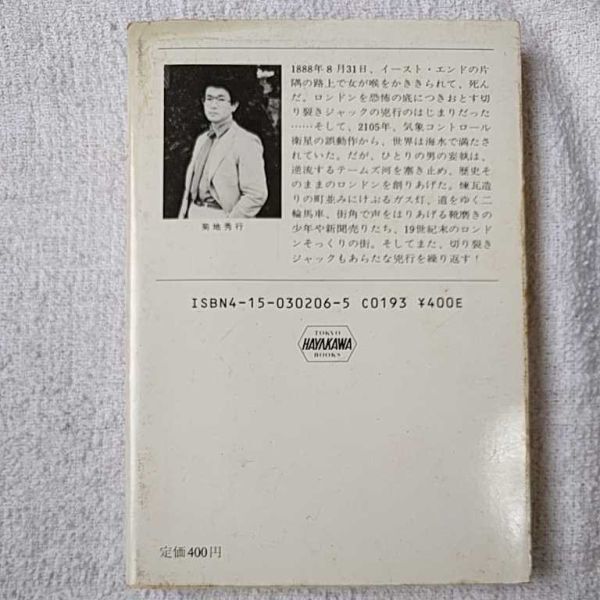 1888年8月31日、イースト・エンドの片
隅の路上で女が喉をかききられて、死ん
だ。ロンドンを恐怖の底につきおとす切
り裂きジャックの兇行のはじまりだった
……そして、2105年、気象コントロール
衛星の誤動作から、世界は海水で満たさ
れていた。だが、ひとりの男の妄執は、
逆流するテームズ河を塞き止め、歴史そ
のままのロンドンを創りあげた。煉瓦造
りの町並みにけぶるガス灯、道をゆく二
輪馬車、街角で声をはりあげる靴磨きの
少年や新聞売りたち、19世紀末のロンド
ンそっくりの街。そしてまた、切り裂き
ジャックもあらたな兇行を繰り返す！
菊地秀行
ISBN4-15-030206-5 C0193 ¥400E
TOKYO
HAYAKAWA
BOOKS
定価400円